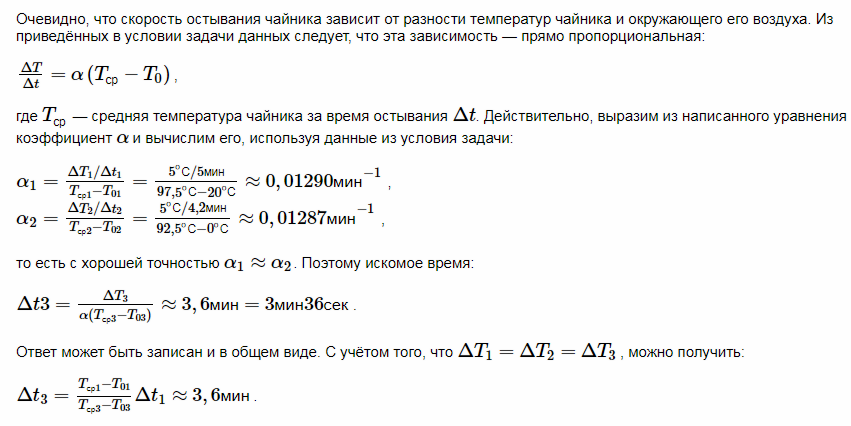 Очевидно, что скорость остывания чайника зависит от разности температур чайника и окружающего его воздуха. Из
приведённых в условии задачи данных следует, что эта зависимость — прямо пропорциональная:
ΔT/Δt = α (Tср − T0) ,
где Tср — средняя температура чайника за время остывания Δt. Действительно, выразим из написанного уравнения
коэффициент α и вычислим его, используя данные из условия задачи:
α1 = (ΔT1/Δt1)/(Tср1−T01) = (5°С/5мин)/(97,5°С−20°С) ≈ 0,01290мин^−1 ,
α2 = (ΔT2/Δt2)/(Tср2−T02) = (5°С/4,2мин)/(92,5°С−0°С) ≈ 0,01287мин^−1 ,
то есть с хорошей точностью α1 ≈ α2. Поэтому искомое время:
Δt3 = ΔT3/(α(Tср3−T03)) ≈ 3,6мин = 3мин36сек .
Ответ может быть записан и в общем виде. С учётом того, что ΔT1 = ΔT2 = ΔT3 , можно получить:
Δt3 = (Tср1−T01)/(Tср3−T03) Δt1 ≈ 3,6мин .